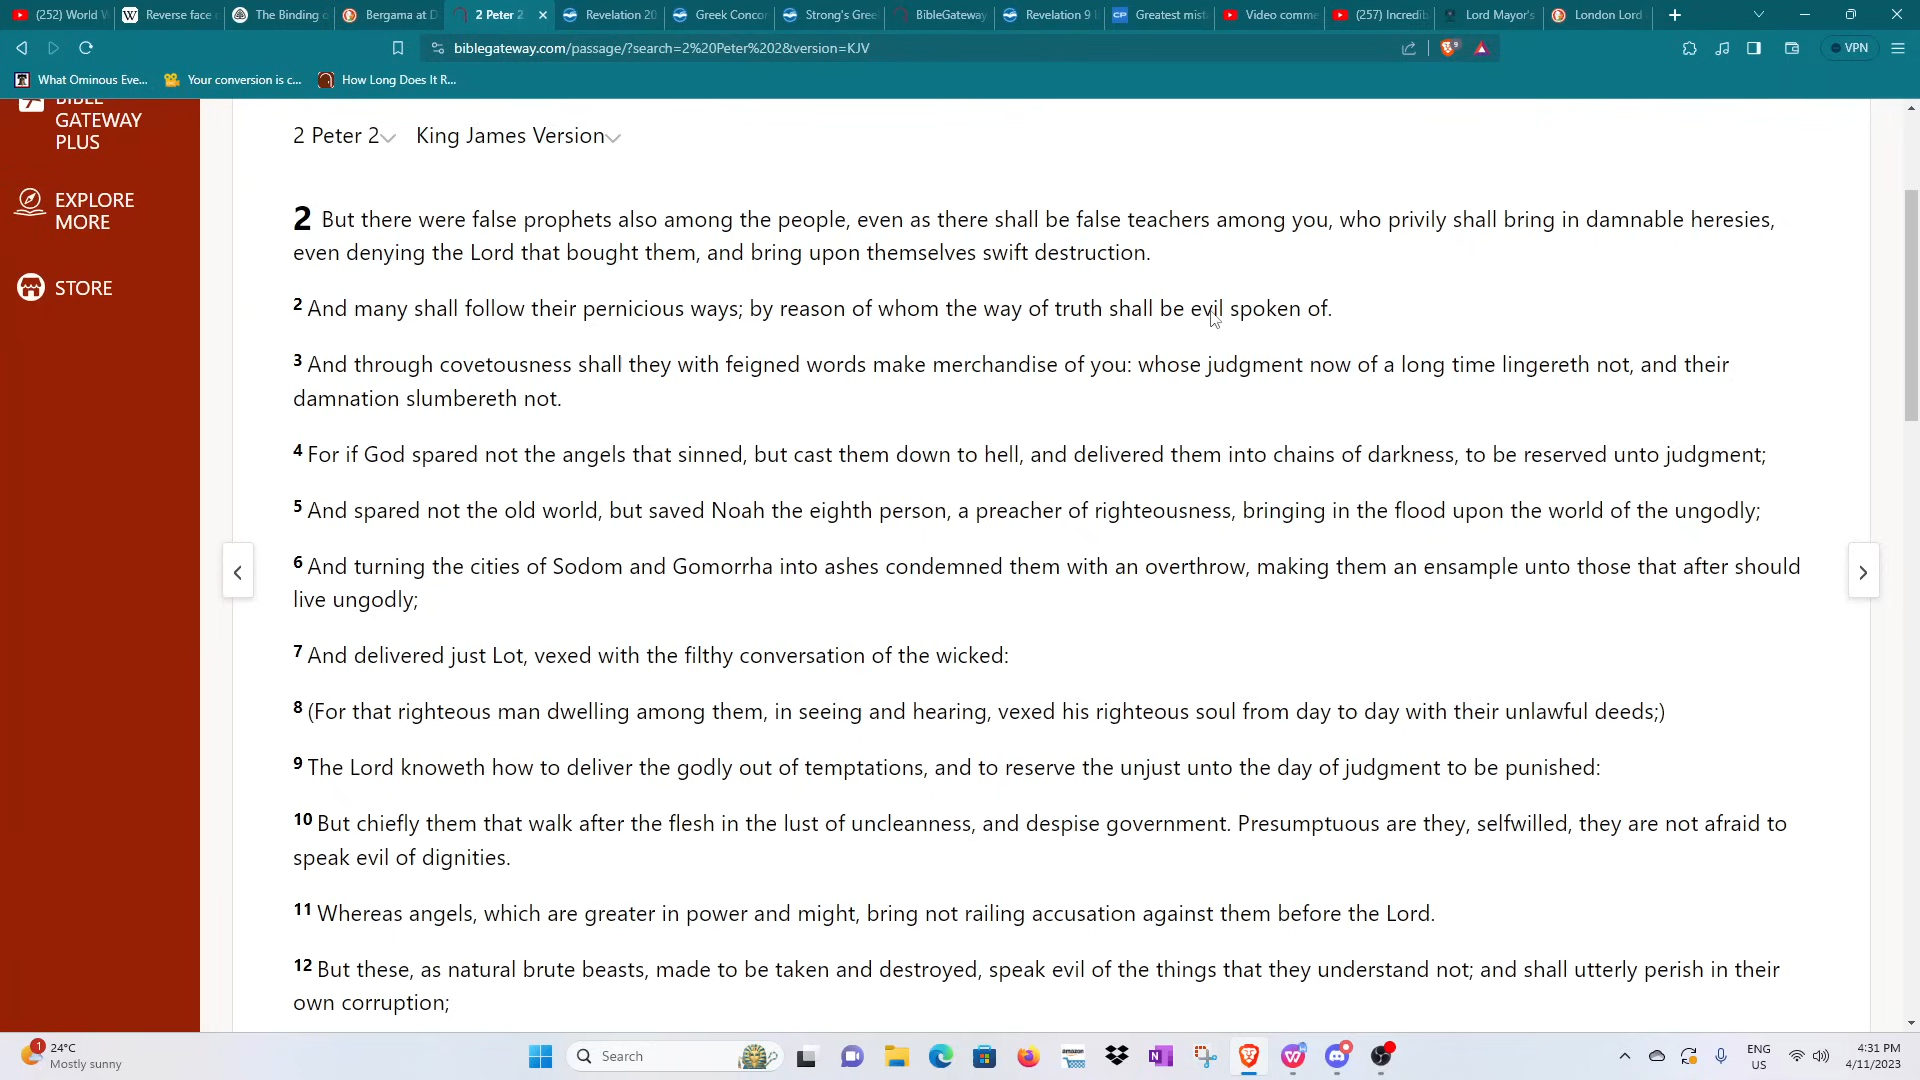 (252) World W
Reverse face
The Binding o
Bergama at D
2 Peter 2
Revelation 20
Greek Concor
Strong's Gree
BibleGateway
Revelation 9 I
Greatest mist
Video comme
(257) Incredib
Lord Mayor's
London Lord
biblegateway.com/passage/?search=2%20Peter%202&version=KJV
VPN
What Ominous Eve...
Your conversion is c...
How Long Does It R...
BIBLE
GATEWAY
PLUS
EXPLORE
MORE
STORE
2 Peter 2 King James Version
2 But there were false prophets also among the people, even as there shall be false teachers among you, who privily shall bring in damnable heresies,
even denying the Lord that bought them, and bring upon themselves swift destruction.
2 And many shall follow their pernicious ways; by reason of whom the way of truth shall be evil spoken of.
3 And through covetousness shall they with feigned words make merchandise of you: whose judgment now of a long time lingereth not, and their
damnation slumbereth not.
4 For if God spared not the angels that sinned, but cast them down to hell, and delivered them into chains of darkness, to be reserved unto judgment;
5 And spared not the old world, but saved Noah the eighth person, a preacher of righteousness, bringing in the flood upon the world of the ungodly;
6 And turning the cities of Sodom and Gomorrha into ashes condemned them with an overthrow, making them an ensample unto those that after should
live ungodly;
7 And delivered just Lot, vexed with the filthy conversation of the wicked:
8 (For that righteous man dwelling among them, in seeing and hearing, vexed his righteous soul from day to day with their unlawful deeds;)
9 The Lord knoweth how to deliver the godly out of temptations, and to reserve the unjust unto the day of judgment to be punished:
10 But chiefly them that walk after the flesh in the lust of uncleanness, and despise government. Presumptuous are they, selfwilled, they are not afraid to
speak evil of dignities.
11 Whereas angels, which are greater in power and might, bring not railing accusation against them before the Lord.
12 But these, as natural brute beasts, made to be taken and destroyed, speak evil of the things that they understand not; and shall utterly perish in their
own corruption;
1
24°C
Mostly sunny
Search
ENG
US
4:31 PM
4/11/2023